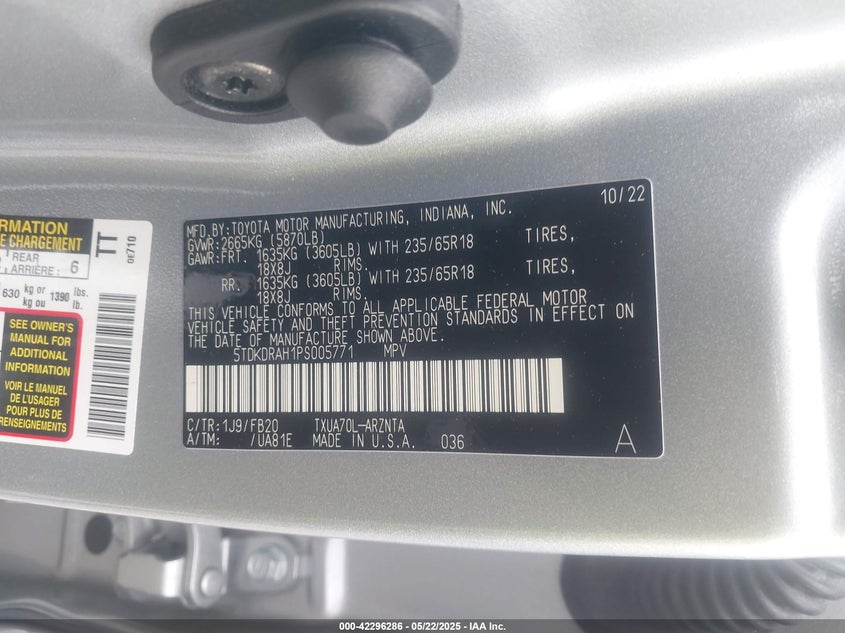 10/22
MFD.BY:TOYOTA MOTOR MANUFACTURING, INDIANA, INC.
GVWR:2665KG (5870LB)
GAWR:FRT. 1635KG (3605LB) WITH 235/65R18 TIRES,
18X8J RIMS.
RR. 1635KG (3605LB) WITH 235/65R18 TIRES,
18X8J RIMS.
THIS VEHICLE CONFORMS TO ALL APPLICABLE FEDERAL MOTOR
VEHICLE SAFETY AND THEFT PREVENTION STANDARDS IN EFFECT ON
THE DATE OF MANUFACTURE SHOWN ABOVE.
5TDKDRAH1PS005771 MPV
C/TR:1J9/FB20 TXUA70L-ARZNTA
A/TM: /UA81E MADE IN U.S.A. 036
A
CHARGEMENT
REAR
ARRIÈRE: 6
630 kg or 1390 lbs.
kg ou lb.
TT
0E710
SEE OWNER'S
MANUAL FOR
ADDITIONAL
INFORMATION
VOIR LE MANUEL
DE L'USAGER
POUR PLUS DE
RENSEIGNEMENTS
000-42296286 - 05/22/2025 - IAA Inc.